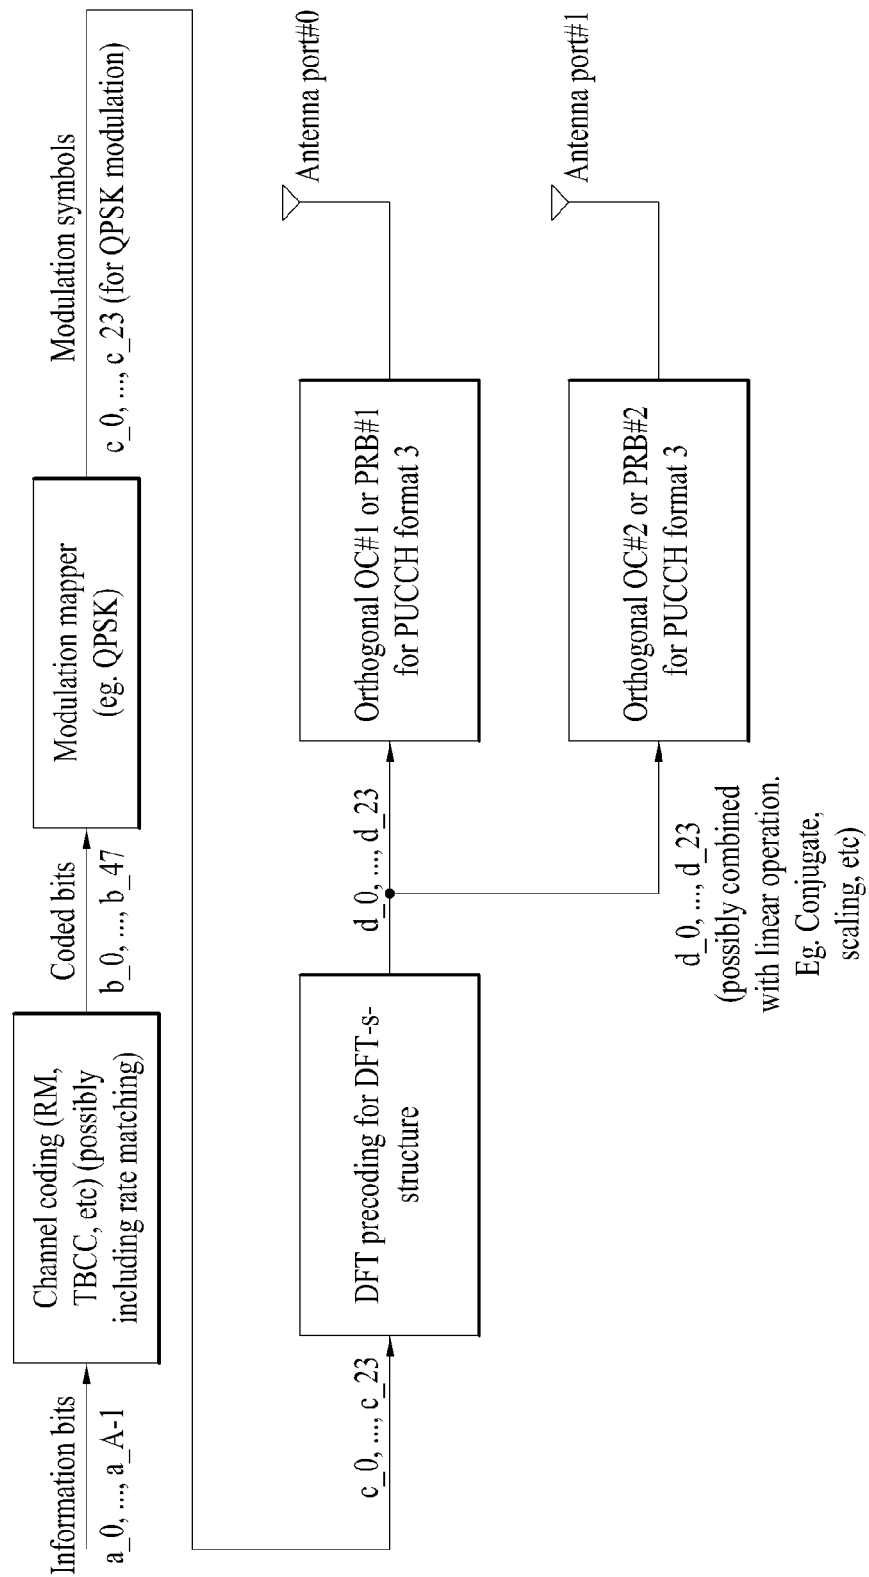 Information bits
a_0, ..., a_A-1
Channel coding (RM,
TBCC, etc) (possibly
including rate matching)
Coded bits
b_0, ..., b_47
Modulation mapper
(eg. QPSK)
Modulation symbols
c_0, ..., c_23 (for QPSK modulation)
c_0, ..., c_23
DFT precoding for DFT-s-
structure
d_0, ..., d_23
Orthogonal OC#1 or PRB#1
for PUCCH format 3
Antenna port#0
d_0, ..., d_23
(possibly combined
with linear operation.
Eg. Conjugate,
scaling, etc)
Orthogonal OC#2 or PRB#2
for PUCCH format 3
Antenna port#1